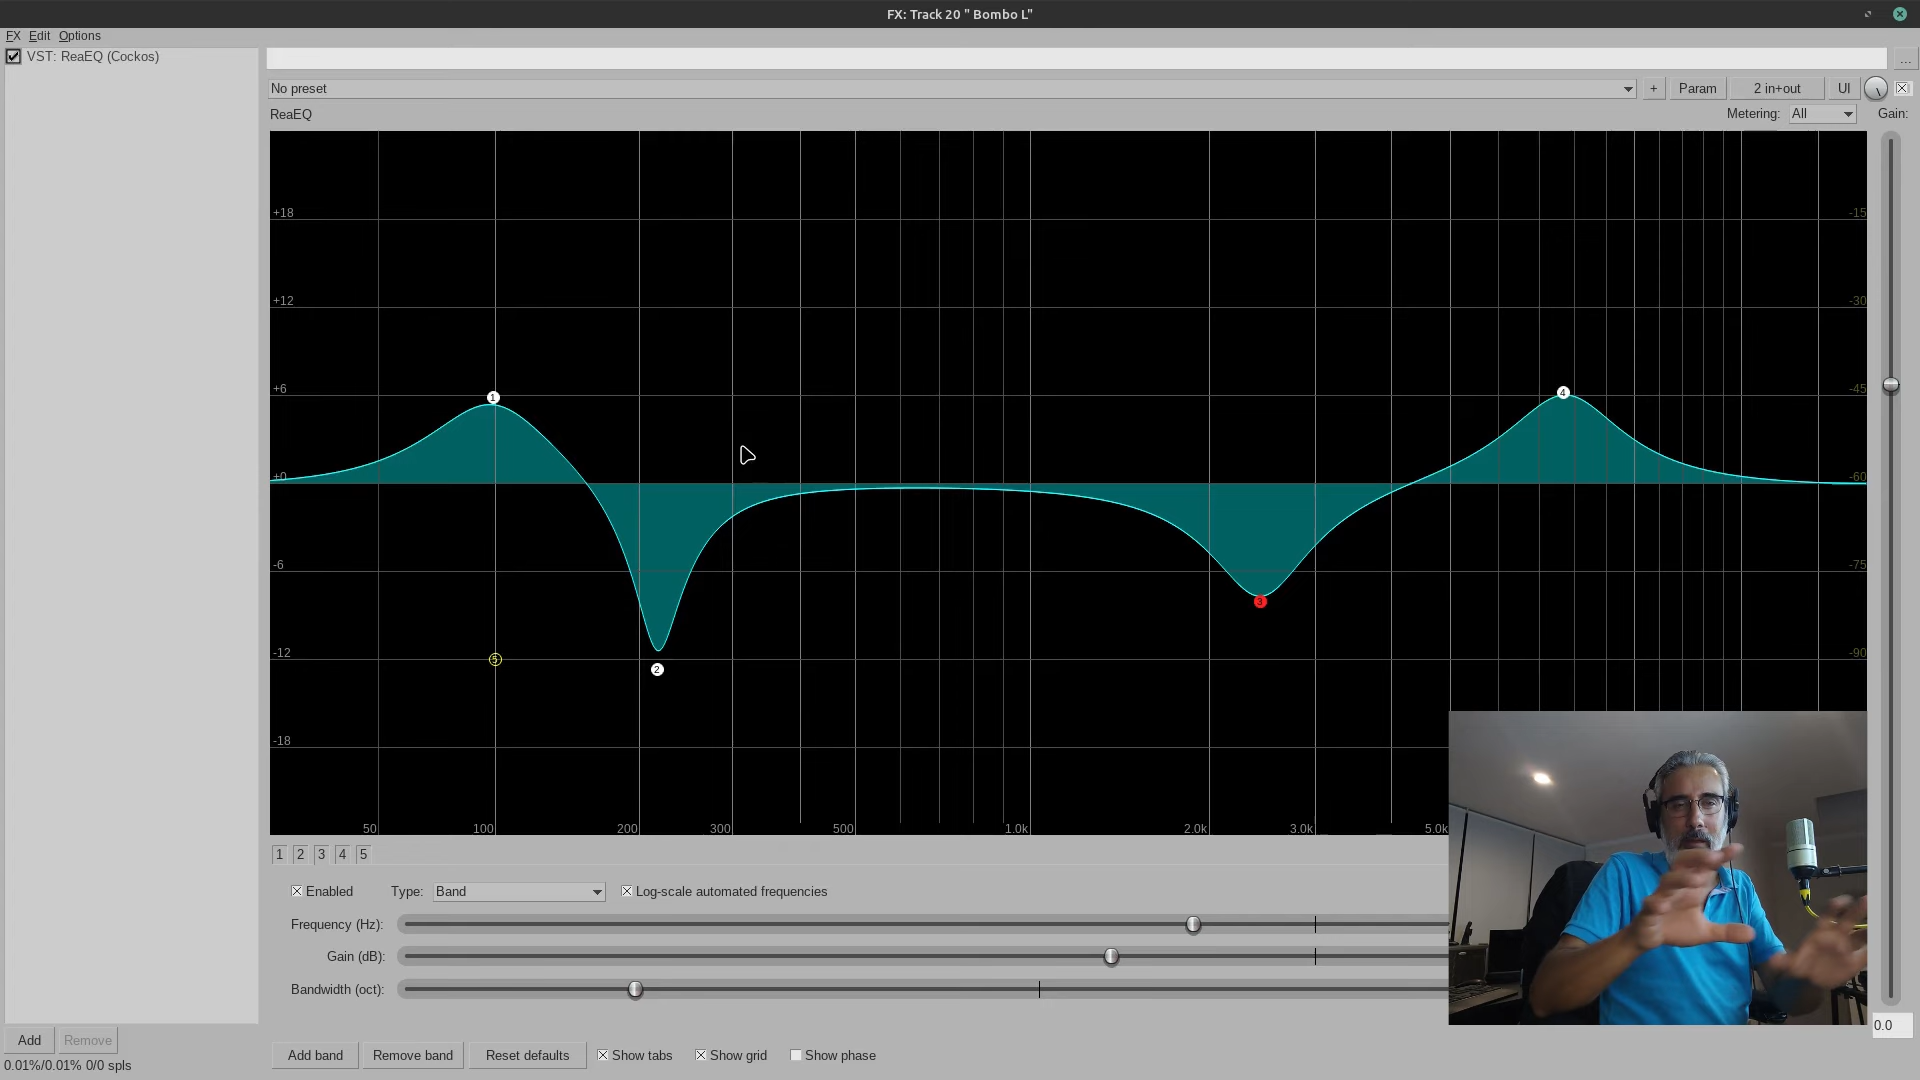 FX: Track 20 " Bombo L"
FX Edit Options
VST: ReaEQ (Cockos)
...
No preset
+ Param 2 in+out UI
ReaEQ
Metering: All Gain:
+18 -15
+12 -30
+6 -45
1
4
+0 -60
-6 -75
3
-12 -90
5
2
-18
50 100 200 300 500 1.0k 2.0k 3.0k 5.0k
1 2 3 4 5
Enabled Type: Band Log-scale automated frequencies
Frequency (Hz):
Gain (dB):
Bandwidth (oct):
0.0
Add Remove
Add band Remove band Reset defaults Show tabs Show grid Show phase
0.01%/0.01% 0/0 spls